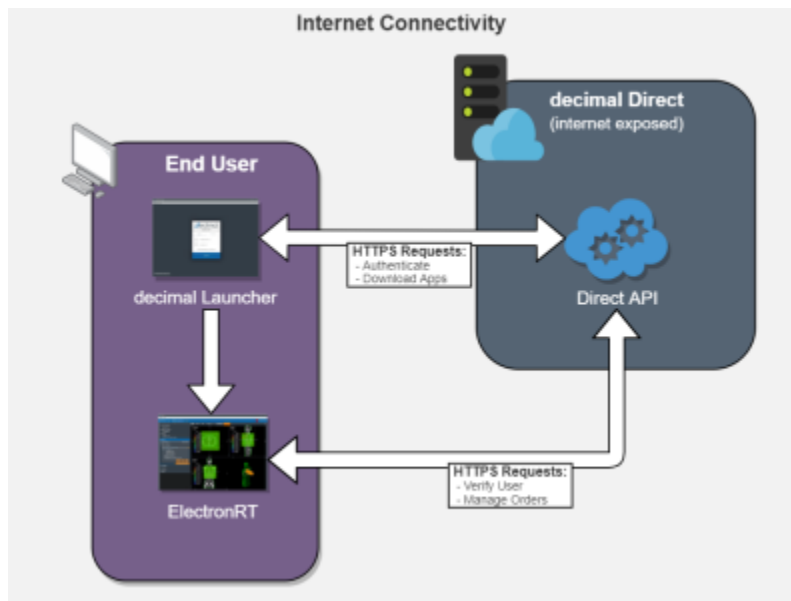 Internet Connectivity
decimal Direct
(internet exposed)
End User
HTTPS Requests:
- Authenticate
- Download Apps
decimal Launcher
Direct API
HTTPS Requests:
- Verify User
- Manage Orders
ElectronRT